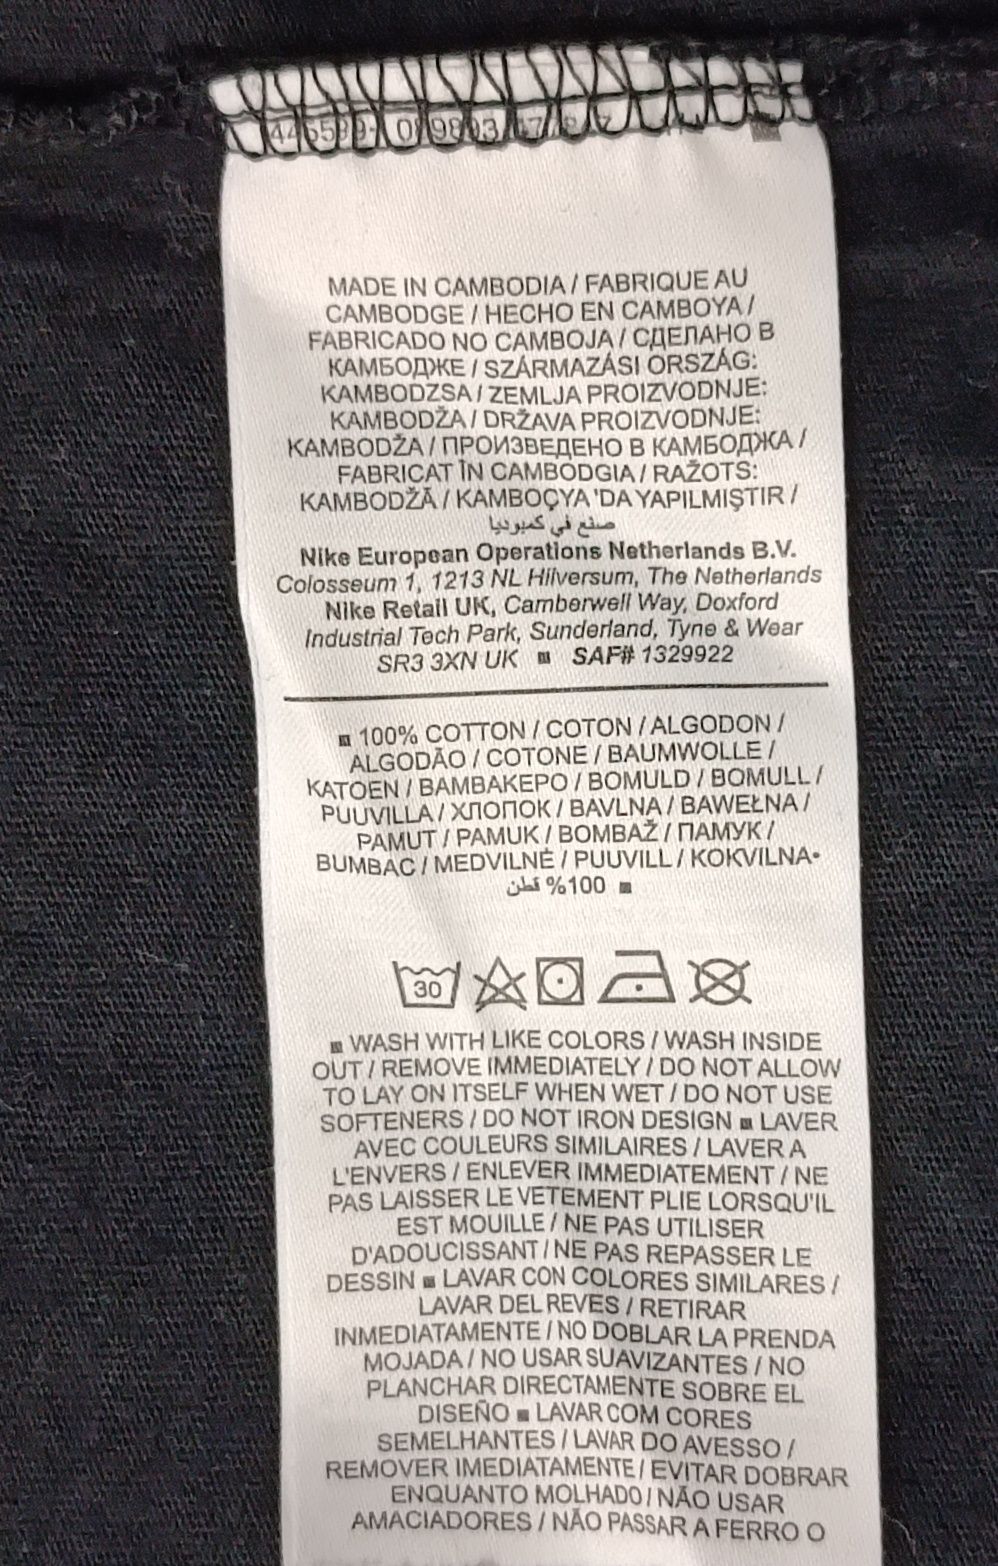 MADE IN CAMBODIA / FABRIQUE AU
CAMBODGE / HECHO EN CAMBOYA /
FABRICADO NO CAMBOJA / СДЕЛАНО В
КАМБОДЖЕ / SZÁRMAZÁSI ORSZÁG:
KAMBODZSA / ZEMLJA PROIZVODNJE:
KAMBODŽA / DRŽAVA PROIZVODNJE:
KAMBODŽA / ПРОИЗВЕДЕНО В КАМБОДЖА /
FABRICAT ÎN CAMBODGIA / RAŽOTS:
KAMBODŽĀ / KAMBOÇYA 'DA YAPILMIŞTIR /
صنع في كمبوديا
Nike European Operations Netherlands B.V.
Colosseum 1, 1213 NL Hilversum, The Netherlands
Nike Retail UK, Camberwell Way, Doxford
Industrial Tech Park, Sunderland, Tyne & Wear
SR3 3XN UK SAF# 1329922
100% COTTON / COTON / ALGODON /
ALGODÃO / COTONE / BAUMWOLLE /
KATOEN / ΒΑΜΒΑΚΕΡΟ / BOMULD / BOMULL /
PUUVILLA / ХЛОПОК / BAVLNA / BAWEŁNA /
PAMUT / PAMUK / BOMBAŽ / ПАМУК /
BUMBAC / MEDVILNĖ / PUUVILL / KOKVILNA•
100% قطن
30
WASH WITH LIKE COLORS / WASH INSIDE
OUT / REMOVE IMMEDIATELY / DO NOT ALLOW
TO LAY ON ITSELF WHEN WET / DO NOT USE
SOFTENERS / DO NOT IRON DESIGN ■ LAVER
AVEC COULEURS SIMILAIRES / LAVER A
L'ENVERS / ENLEVER IMMEDIATEMENT / NE
PAS LAISSER LE VETEMENT PLIE LORSQU'IL
EST MOUILLE / NE PAS UTILISER
D'ADOUCISSANT / NE PAS REPASSER LE
DESSIN ■ LAVAR CON COLORES SIMILARES /
LAVAR DEL REVES / RETIRAR
INMEDIATAMENTE / NO DOBLAR LA PRENDA
MOJADA / NO USAR SUAVIZANTES / NO
PLANCHAR DIRECTAMENTE SOBRE EL
DISEÑO ■ LAVAR COM CORES
SEMELHANTES / LAVAR DO AVESSO /
REMOVER IMEDIATAMENTE / EVITAR DOBRAR
ENQUANTO MOLHADO / NÃO USAR
AMACIADORES / NÃO PASSAR A FERRO O